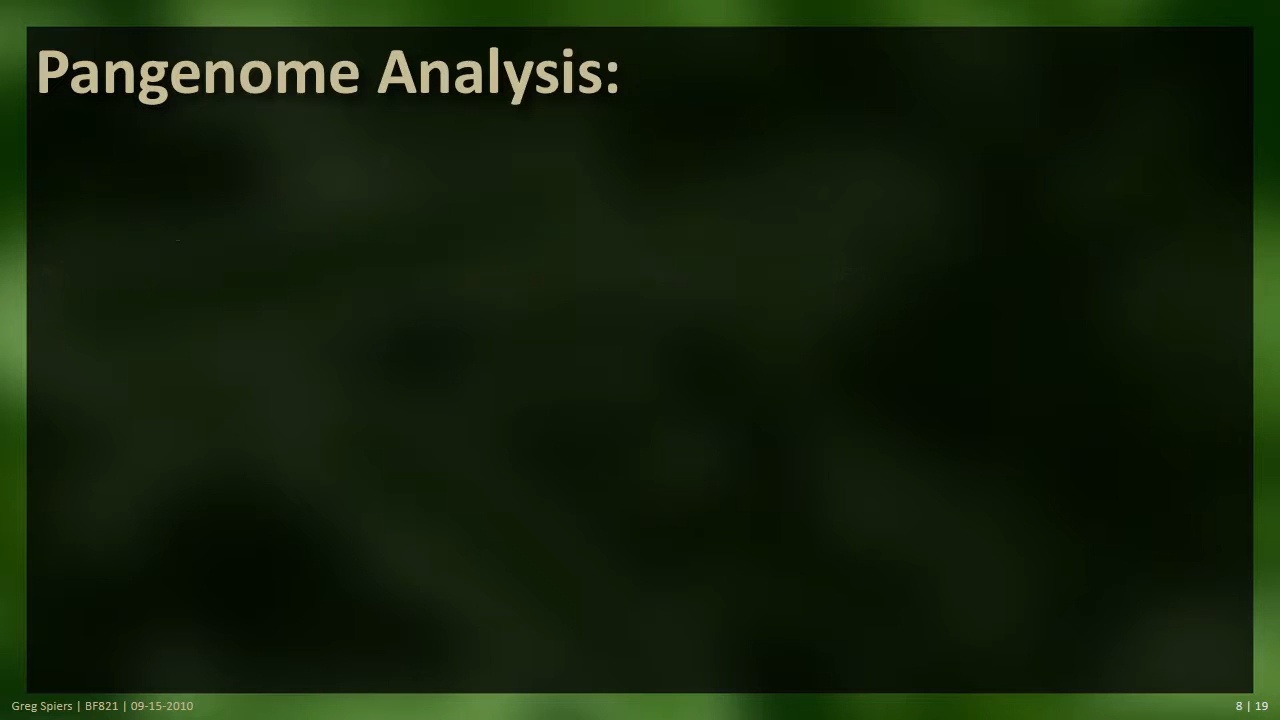 Pangenome Analysis:
Greg Spiers | BF821 | 09-15-2010
8 | 19